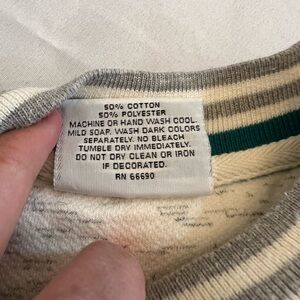 50% COTTON
50% POLYESTER
MACHINE OR HAND WASH COOL.
MILD SOAP. WASH DARK COLORS
SEPARATELY. NO BLEACH
TUMBLE DRY IMMEDIATELY.
DO NOT DRY CLEAN OR IRON
IF DECORATED.
RN 66690